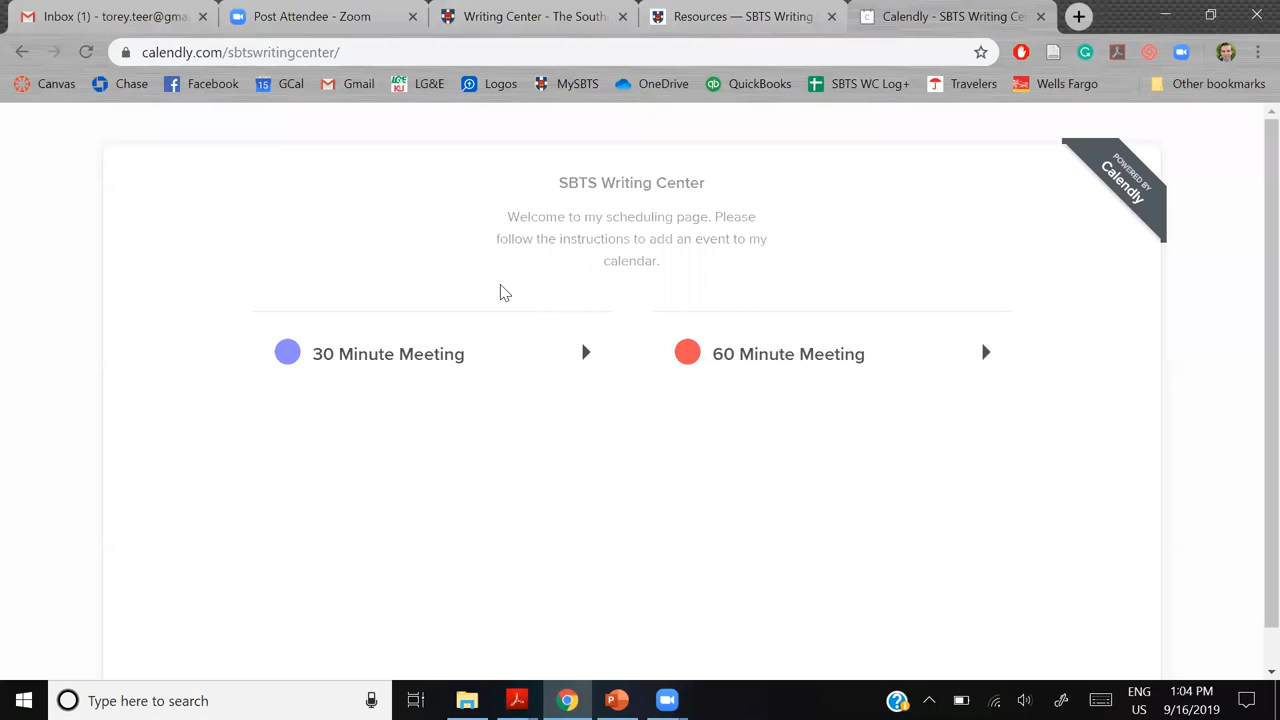 Inbox (1) - torey.teer@gma
Post Attendee - Zoom
Writing Center - The South
Resources — SBTS Writing
Calendly - SBTS Writing Ce
calendly.com/sbtswritingcenter/
Canvas
Chase
Facebook
GCal
Gmail
LG&E
Logos
MySBTS
OneDrive
QuickBooks
SBTS WC Log+
Travelers
Wells Fargo
Other bookmarks
POWERED BY
Calendly
SBTS Writing Center
Welcome to my scheduling page. Please
follow the instructions to add an event to my
calendar.
30 Minute Meeting
60 Minute Meeting
Type here to search
ENG
US
1:04 PM
9/16/2019